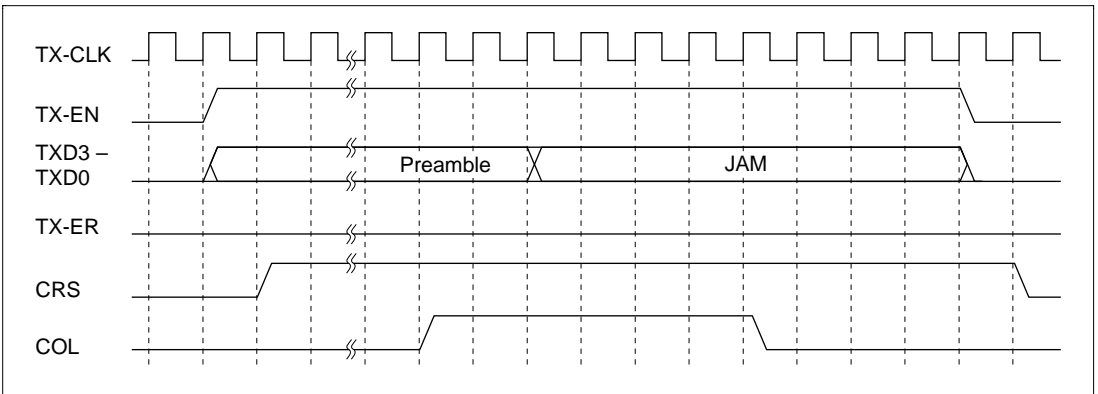 TX-CLK
TX-EN
TXD3 –
TXD0
Preamble
JAM
TX-ER
CRS
COL